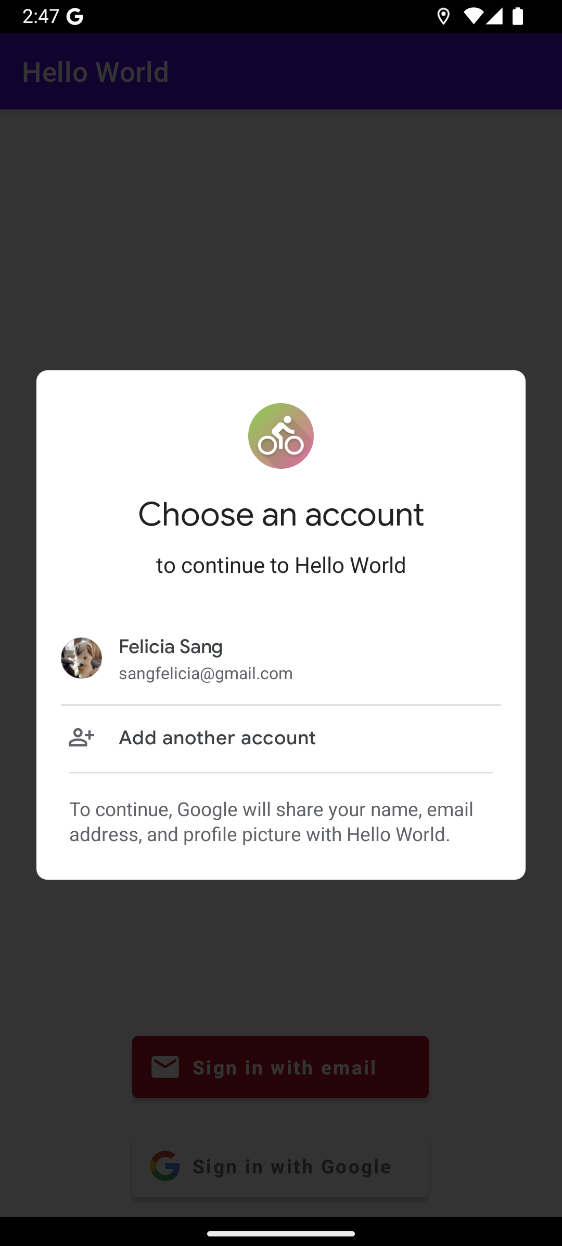 2:47
Hello World
Choose an account
to continue to Hello World
Felicia Sang
sangfelicia@gmail.com
Add another account
To continue, Google will share your name, email
address, and profile picture with Hello World.
Sign in with email
Sign in with Google